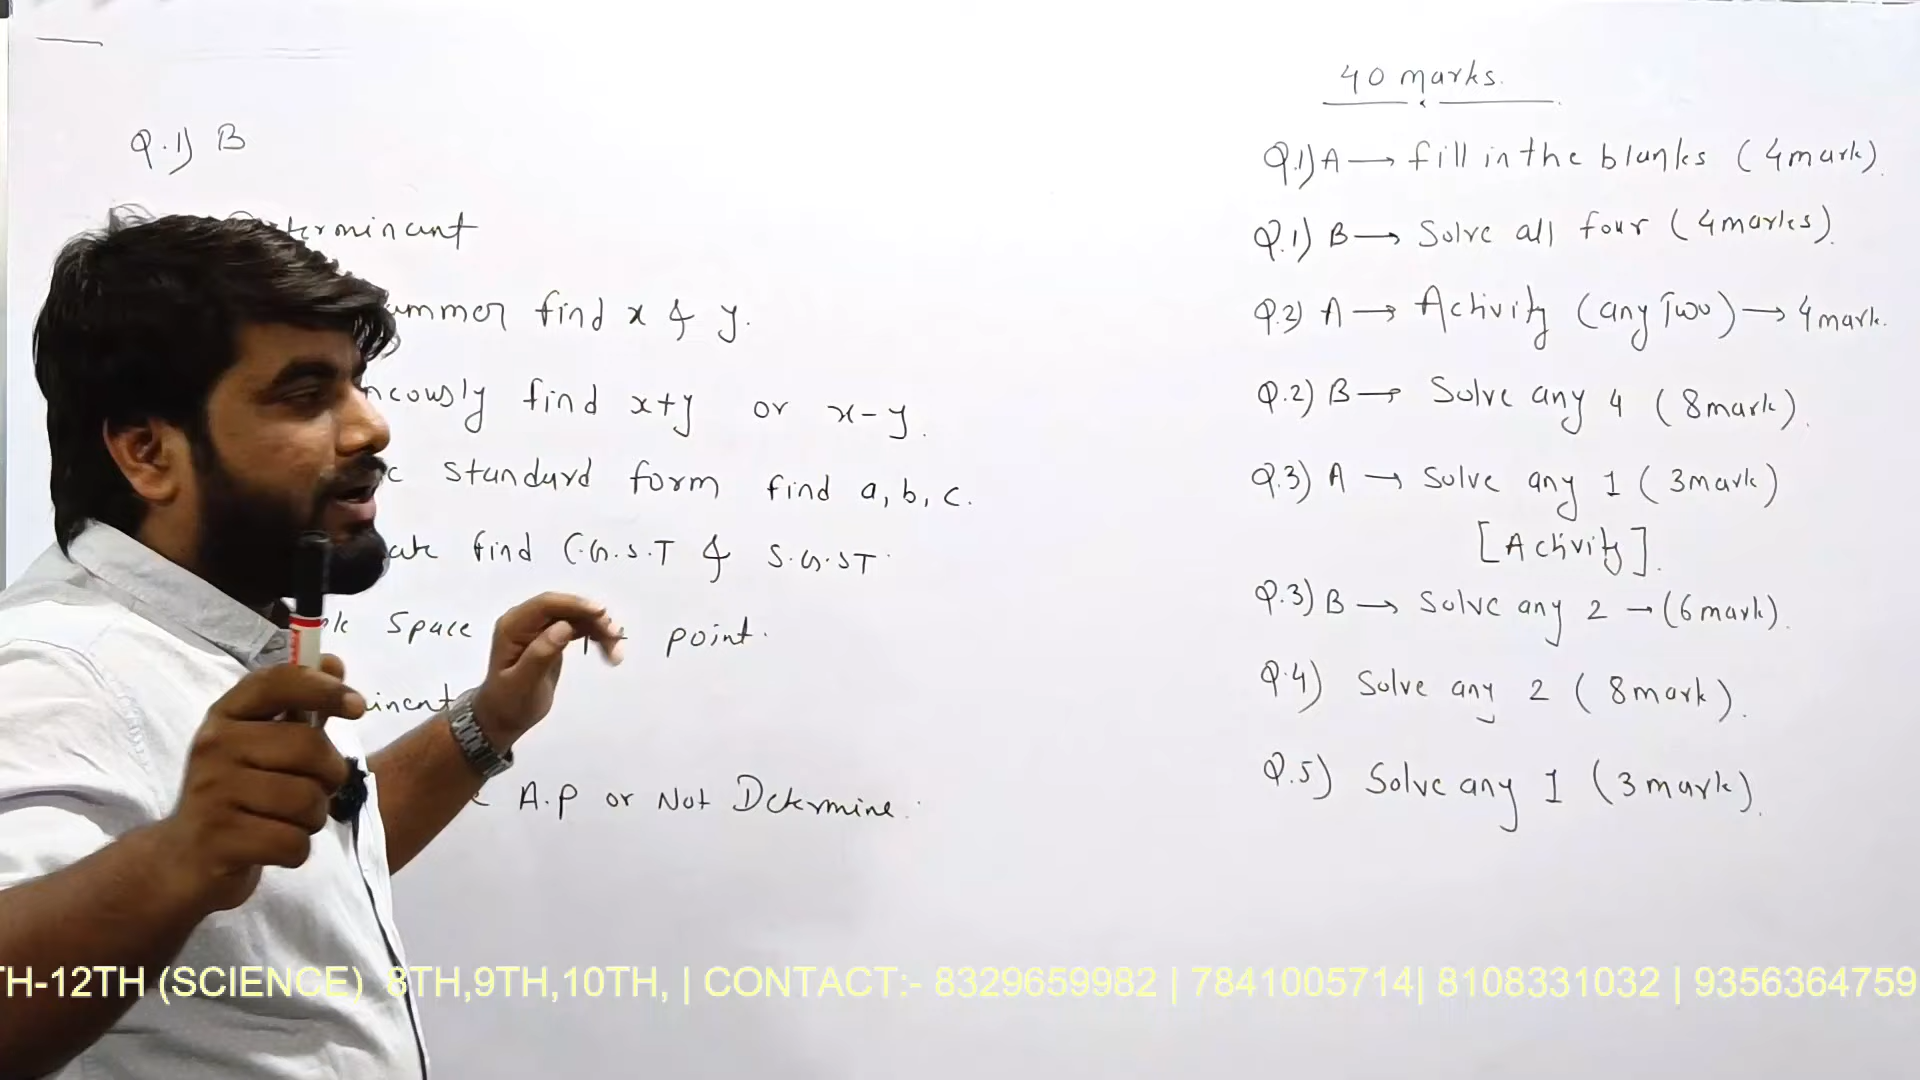 Q.1) B
find x & y.
find x+y or x-y.
standard form find a, b, c.
find C.G.S.T & S.G.ST.
Space point.
A.P or Not Determine.
40 marks.
Q.1) A → fill in the blanks (4 mark).
Q.1) B → Solve all four (4 marks).
Q.2) A → Activity (any Two) → 4 mark.
Q.2) B → Solve any 4 (8 mark).
Q.3) A → Solve any 1 (3 mark)
[Activity].
Q.3) B → Solve any 2 → (6 mark).
Q.4) Solve any 2 (8 mark).
Q.5) Solve any 1 (3 mark).
TH-12TH (SCIENCE) 8TH,9TH,10TH, | CONTACT:- 8329659982 | 7841005714| 8108331032 | 9356364759